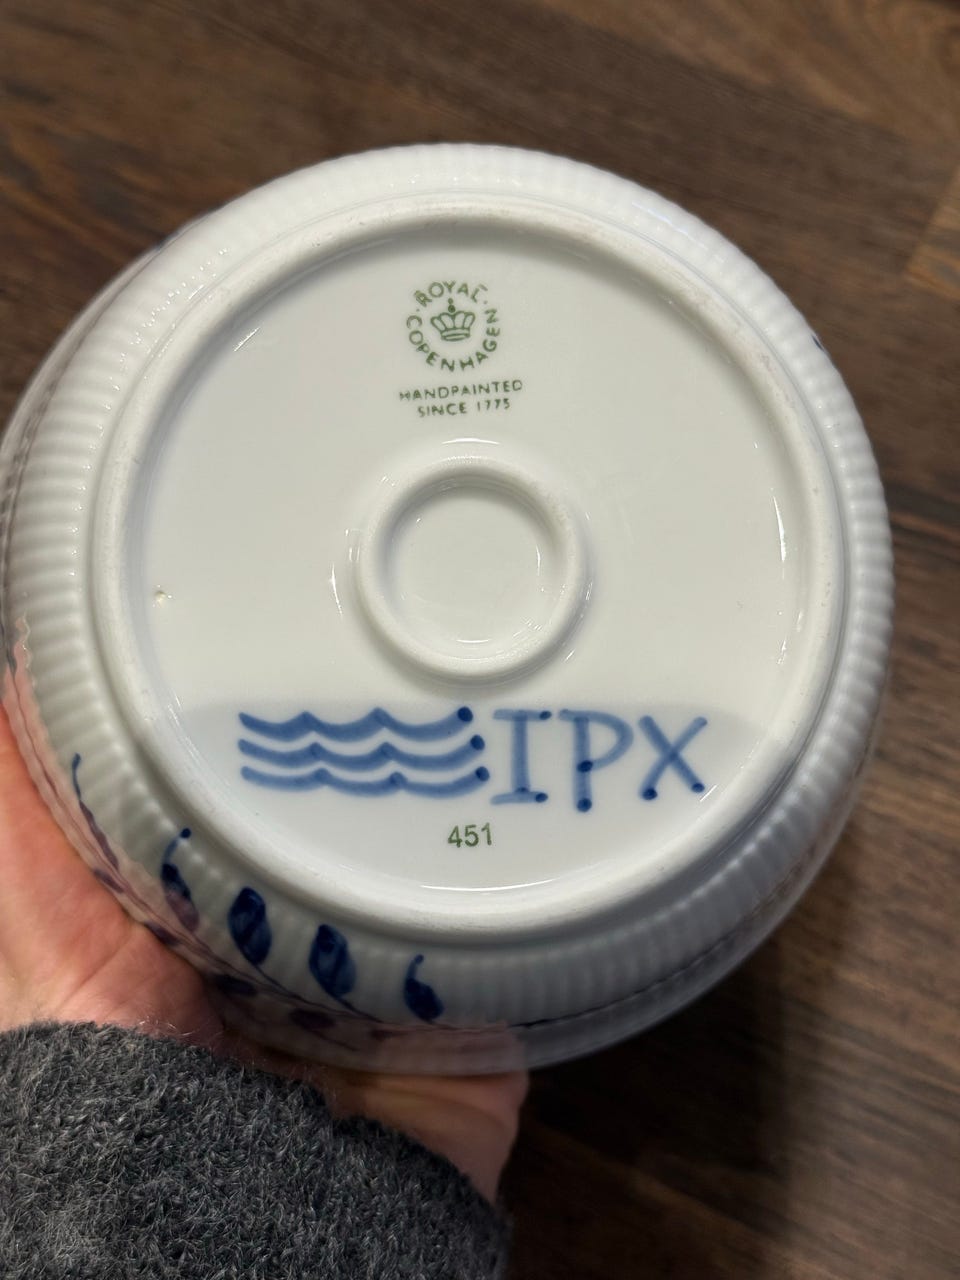 ROYAL COPENHAGEN
HANDPAINTED
SINCE 1775
IPX
451